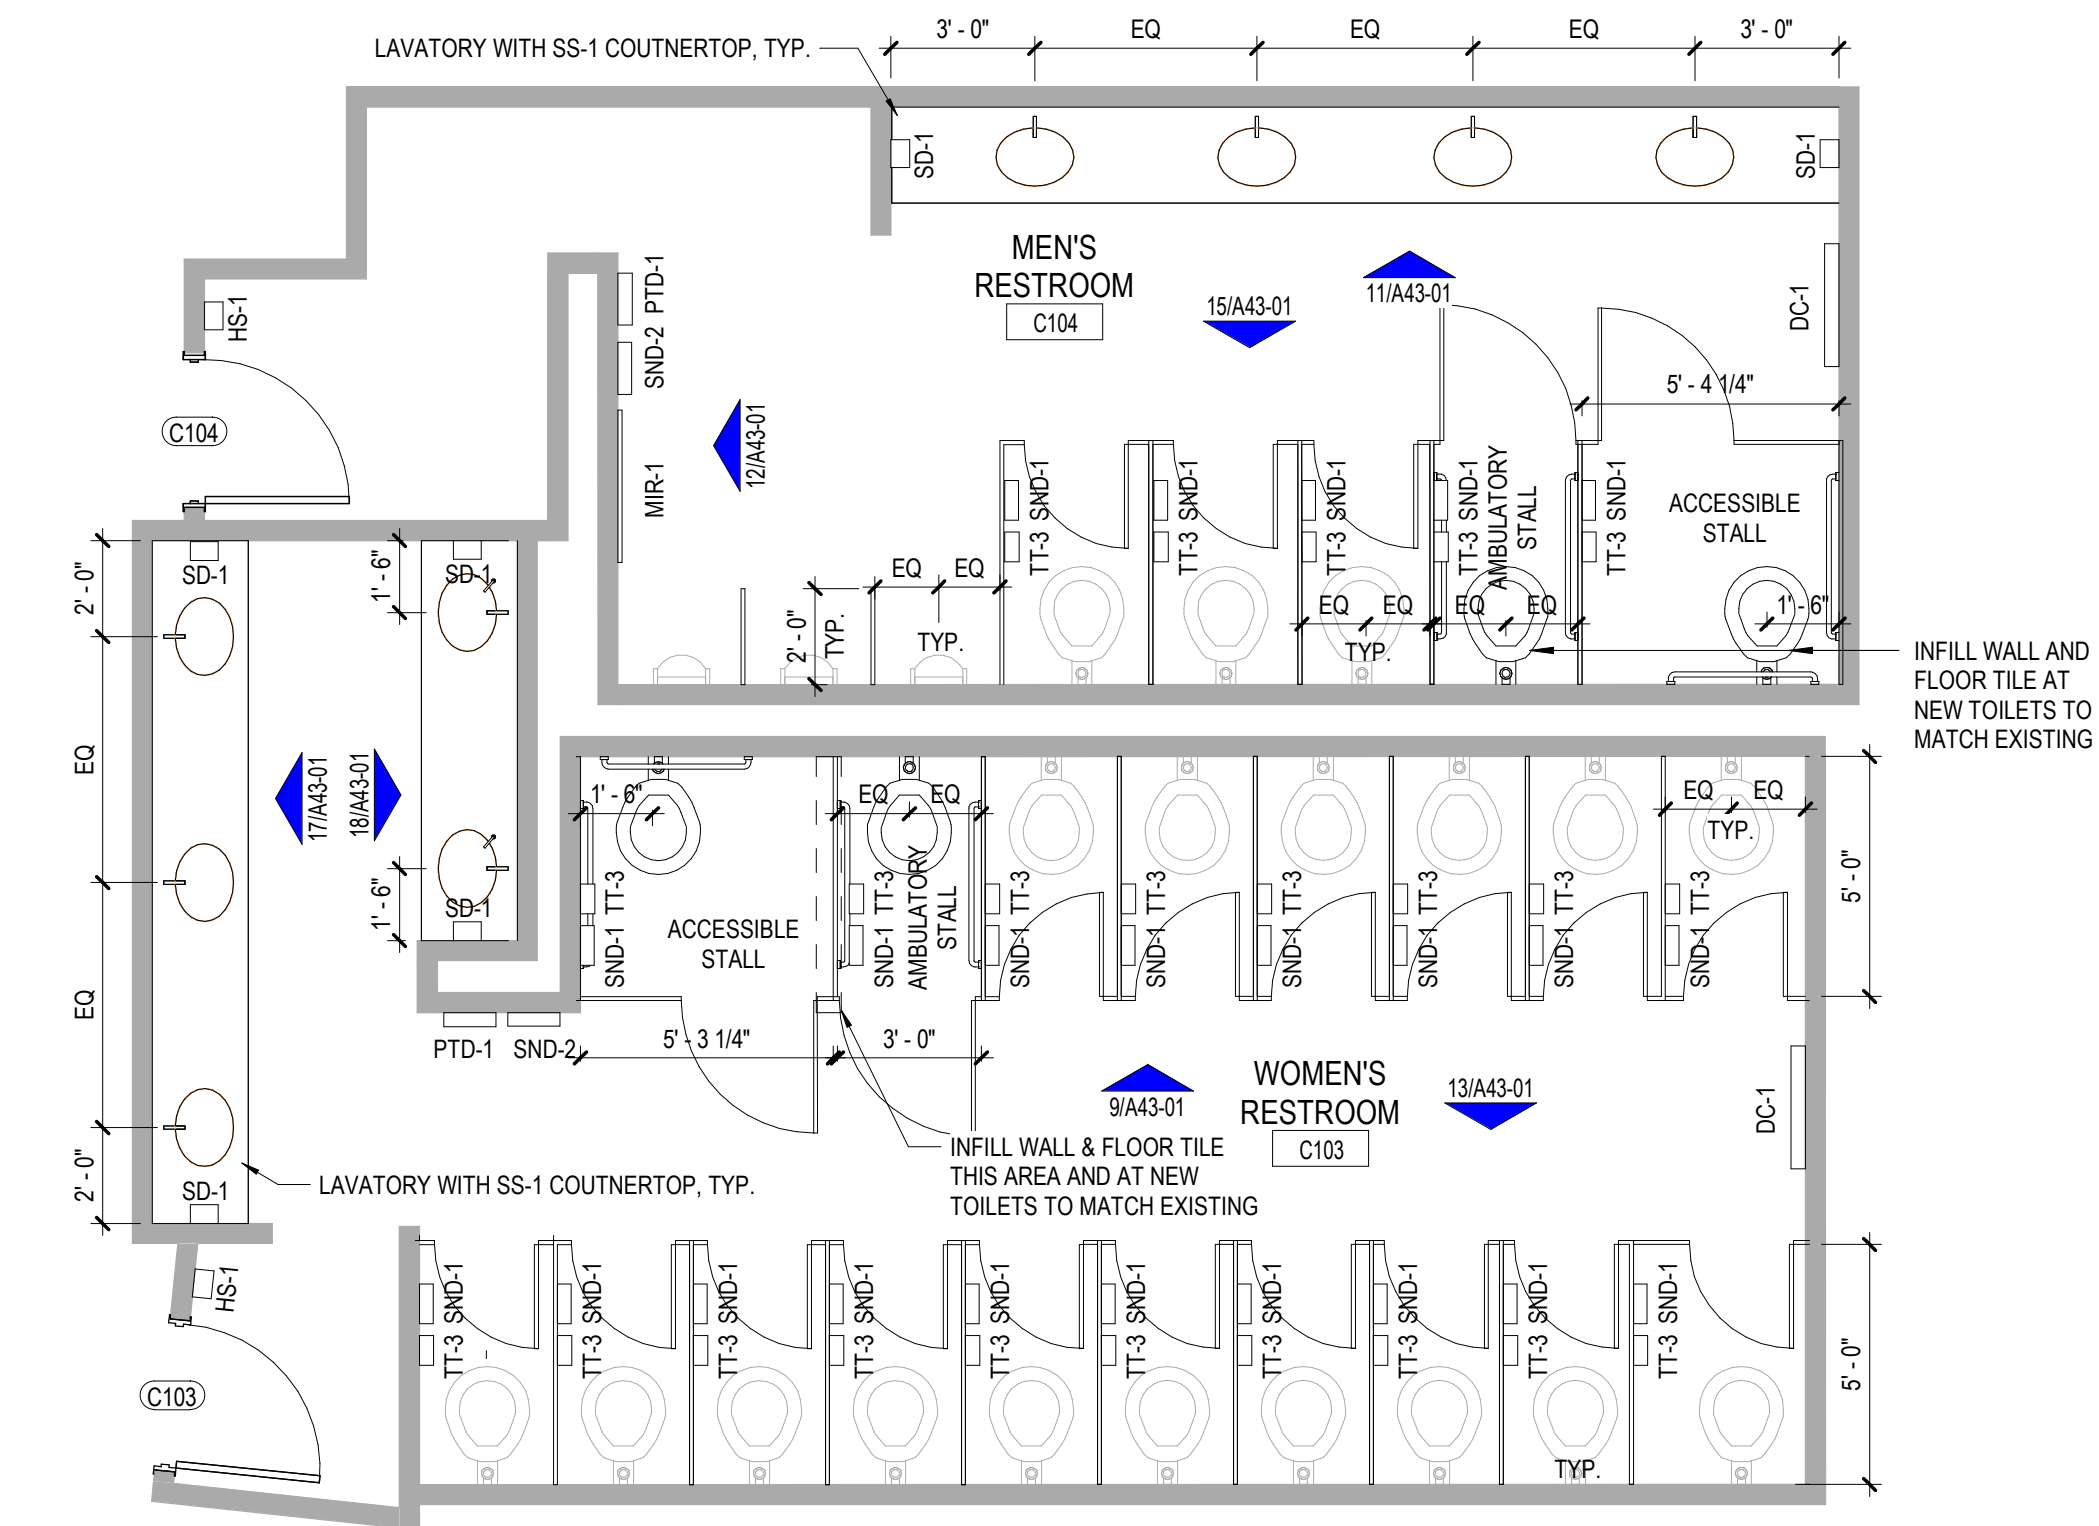 3' - 0"
EQ
EQ
EQ
3' - 0"
LAVATORY WITH SS-1 COUTNERTOP, TYP.
SD-1
SD-1
MEN'S
RESTROOM
C104
15/A43-01
11/A43-01
DC-1
HS-1
PTD-1
SND-2
MIR-1
12/A43-01
C104
5' - 4 1/4"
TT-3 SND-1
TT-3 SND-1
TT-3 SND-1
TT-3 SND-1
AMBULATORY
STALL
TT-3 SND-1
ACCESSIBLE
STALL
2' - 0"
SD-1
1' - 6"
SD-1
EQ
EQ
2' - 0"
TYP.
TYP.
EQ
EQ
TYP.
EQ
EQ
1' - 6"
INFILL WALL AND
FLOOR TILE AT
NEW TOILETS TO
MATCH EXISTING
EQ
17/A43-01
18/A43-01
1' - 6"
SD-1
1' - 6"
EQ
EQ
EQ
EQ
TYP.
5' - 0"
SND-1 TT-3
ACCESSIBLE
STALL
SND-1 TT-3
AMBULATORY
STALL
SND-1 TT-3
SND-1 TT-3
SND-1 TT-3
SND-1 TT-3
SND-1 TT-3
SND-1 TT-3
EQ
PTD-1
SND-2
5' - 3 1/4"
3' - 0"
9/A43-01
WOMEN'S
RESTROOM
C103
13/A43-01
DC-1
INFILL WALL & FLOOR TILE
THIS AREA AND AT NEW
TOILETS TO MATCH EXISTING
2' - 0"
SD-1
LAVATORY WITH SS-1 COUTNERTOP, TYP.
HS-1
C103
TT-3 SND-1
TT-3 SND-1
TT-3 SND-1
TT-3 SND-1
TT-3 SND-1
TT-3 SND-1
TT-3 SND-1
TT-3 SND-1
TT-3 SND-1
TT-3 SND-1
5' - 0"
TYP.